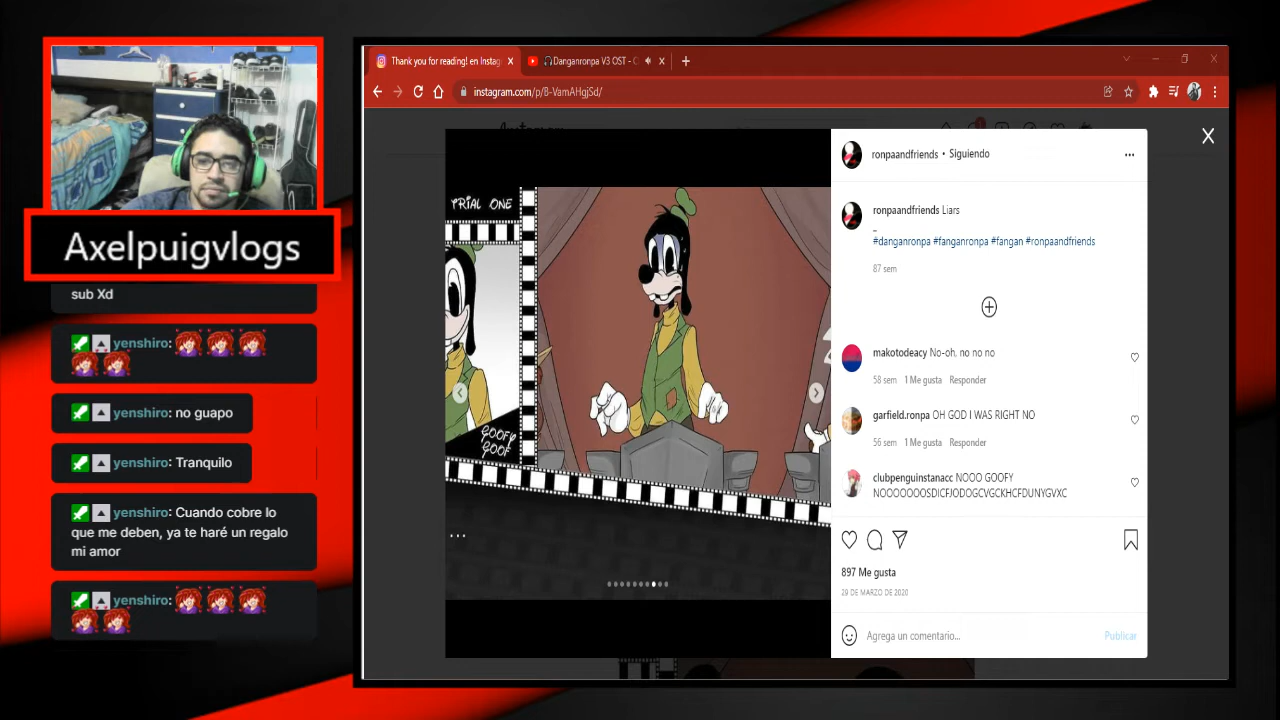 Axelpuigvlogs
sub Xd
yenshiro:
yenshiro: no guapo
yenshiro: Tranquilo
yenshiro: Cuando cobre lo
que me deben, ya te haré un regalo
mi amor
yenshiro:
Thank you for reading! en Instag
Danganronpa V3 OST - C
instagram.com/p/B-VamAHgjSd/
TRIAL ONE
GOOFY
GOOF
...
ronpaandfriends • Siguiendo
ronpaandfriends Liars
_
#danganronpa #fanganronpa #fangan #ronpaandfriends
87 sem
makotodeacy No-oh. no no no
58 sem 1 Me gusta Responder
garfield.ronpa OH GOD I WAS RIGHT NO
56 sem 1 Me gusta Responder
clubpenguinstanacc NOOO GOOFY
NOOOOOOOSDICFJODOGCVGCKHCFDUNYGVXC
897 Me gusta
29 DE MARZO DE 2020
Agrega un comentario...
Publicar